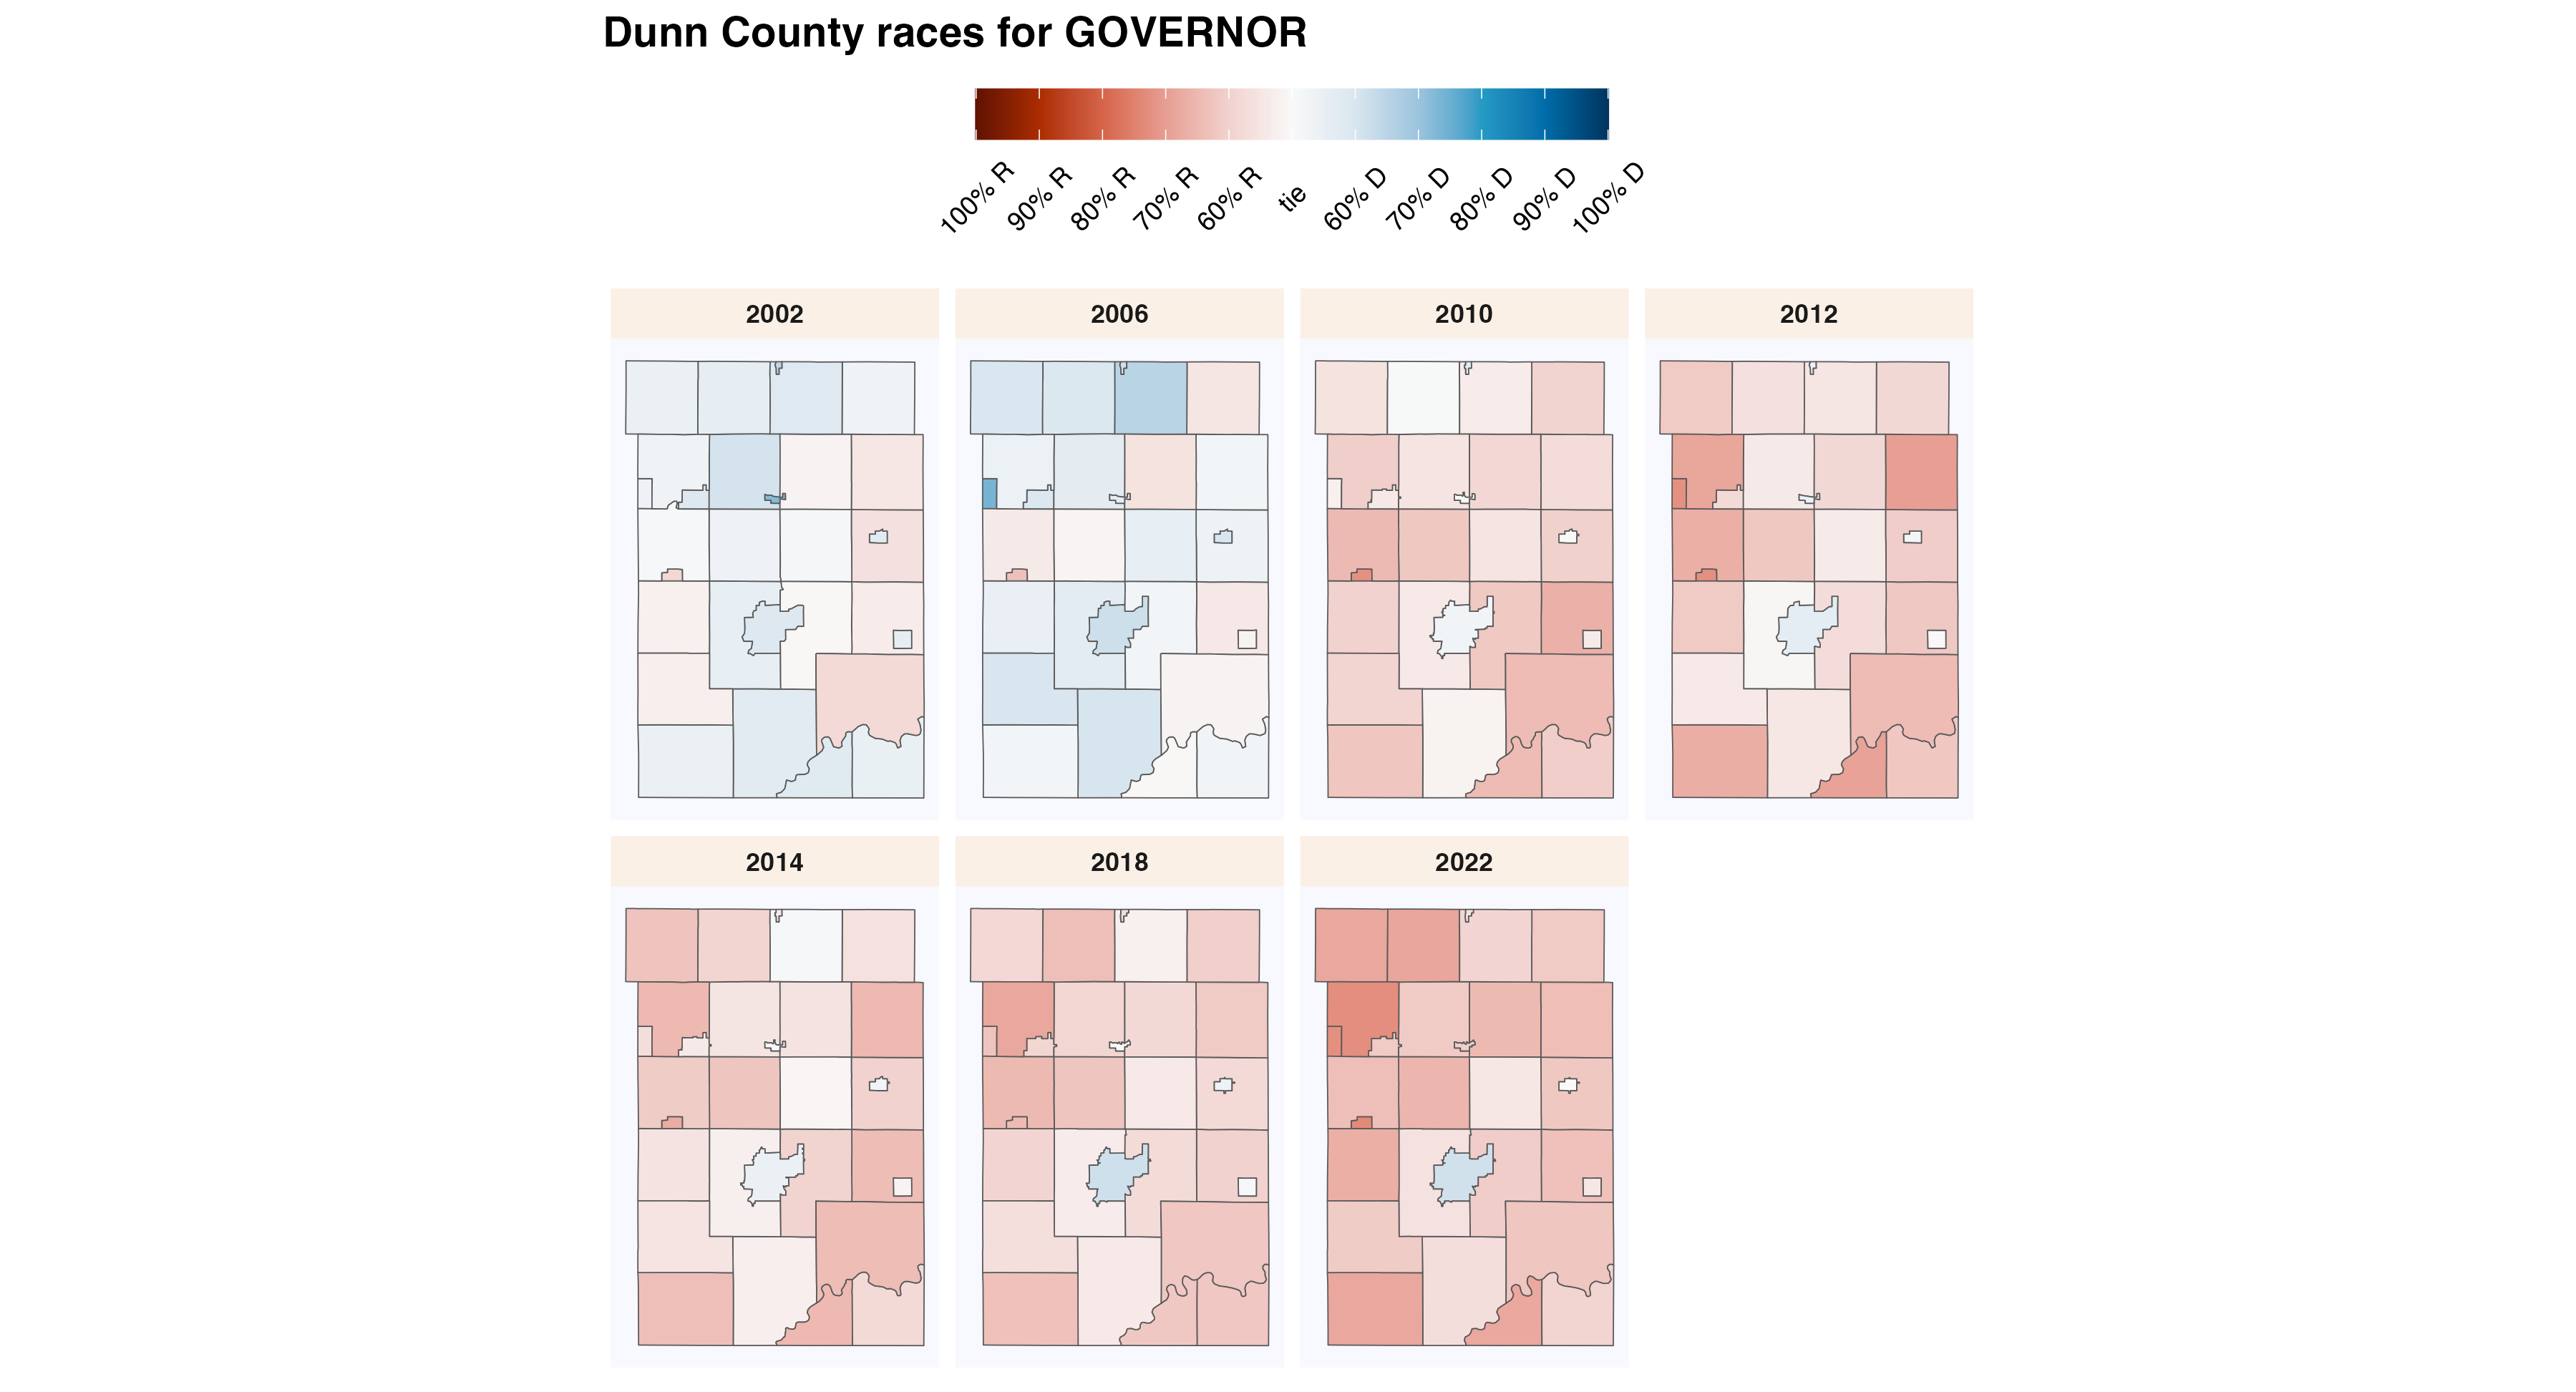 Dunn County races for GOVERNOR
100% R
90% R
80% R
70% R
60% R
tie
60% D
70% D
80% D
90% D
100% D
2002
2006
2010
2012
2014
2018
2022